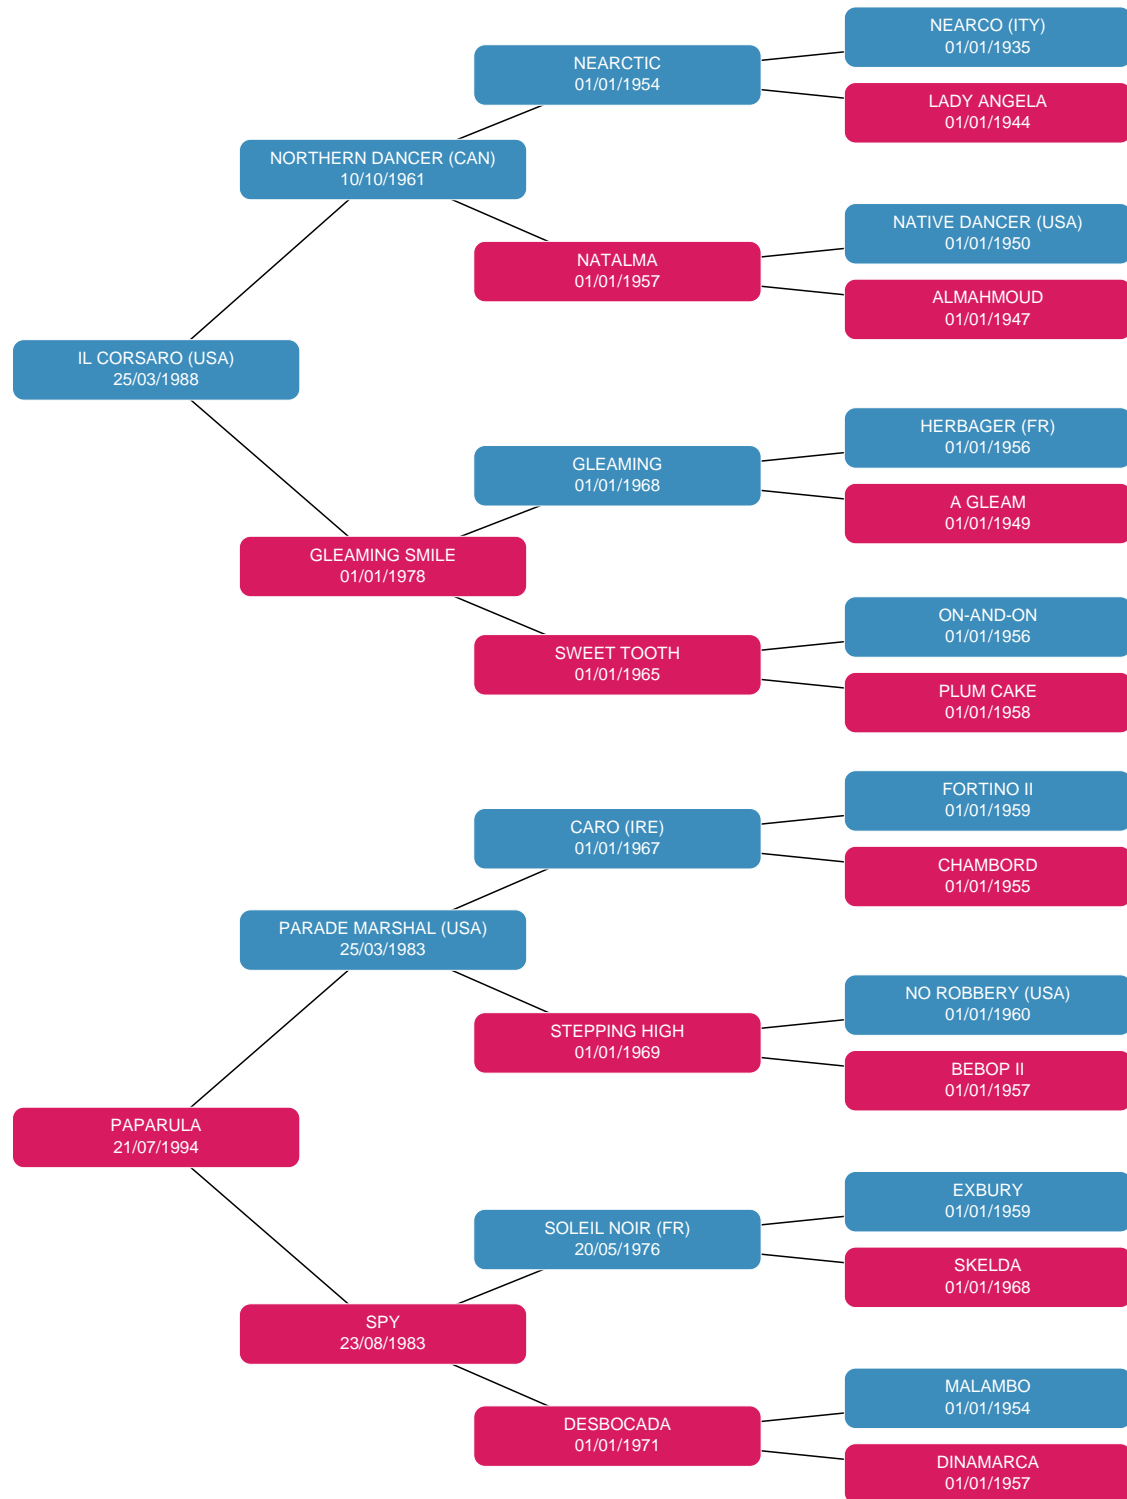 NEARCO (ITY)
01/01/1935
NEARCTIC
01/01/1954
LADY ANGELA
01/01/1944
NORTHERN DANCER (CAN)
10/10/1961
NATIVE DANCER (USA)
01/01/1950
NATALMA
01/01/1957
ALMAHMOUD
01/01/1947
IL CORSARO (USA)
25/03/1988
HERBAGER (FR)
01/01/1956
GLEAMING
01/01/1968
A GLEAM
01/01/1949
GLEAMING SMILE
01/01/1978
ON-AND-ON
01/01/1956
SWEET TOOTH
01/01/1965
PLUM CAKE
01/01/1958
FORTINO II
01/01/1959
CARO (IRE)
01/01/1967
CHAMBORD
01/01/1955
PARADE MARSHAL (USA)
25/03/1983
NO ROBBERY (USA)
01/01/1960
STEPPING HIGH
01/01/1969
BEBOP II
01/01/1957
PAPARULA
21/07/1994
EXBURY
01/01/1959
SOLEIL NOIR (FR)
20/05/1976
SKELDA
01/01/1968
SPY
23/08/1983
MALAMBO
01/01/1954
DESBOCADA
01/01/1971
DINAMARCA
01/01/1957